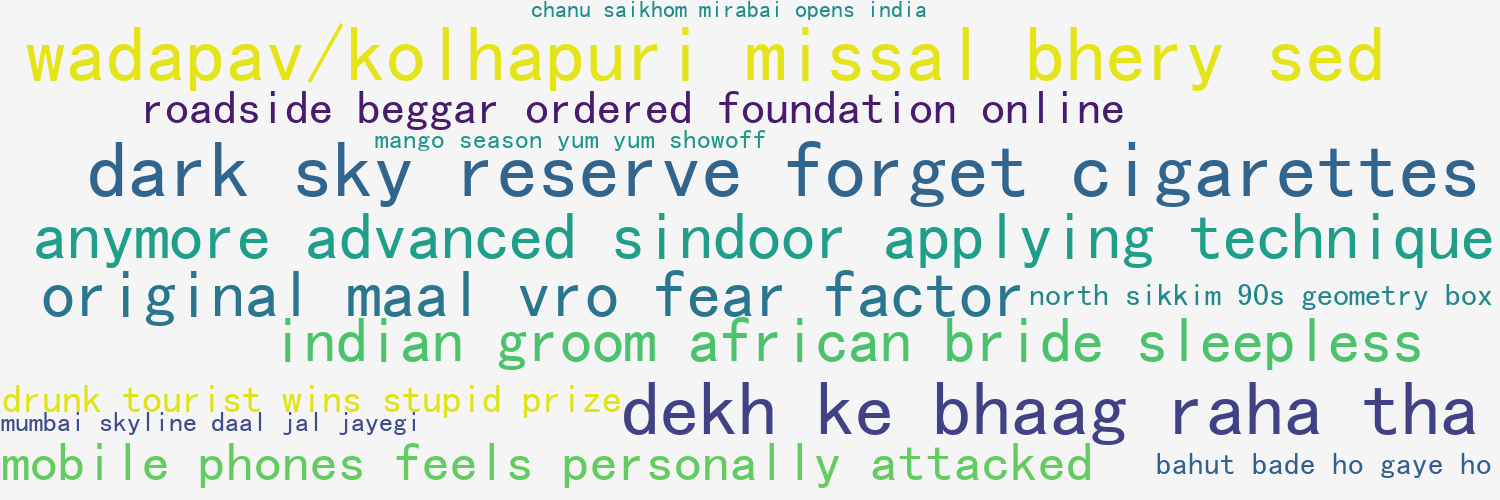 chanu saikhom mirabai opens india
wadapav/kolhapuri missal bhery sed
roadside beggar ordered foundation online
mango season yum yum showoff
dark sky reserve forget cigarettes
anymore advanced sindoor applying technique
original maal vro fear factor
north sikkim 90s geometry box
indian groom african bride sleepless
drunk tourist wins stupid prize
dekh ke bhaag raha tha
mumbai skyline daal jal jayegi
mobile phones feels personally attacked
bahut bade ho gaye ho